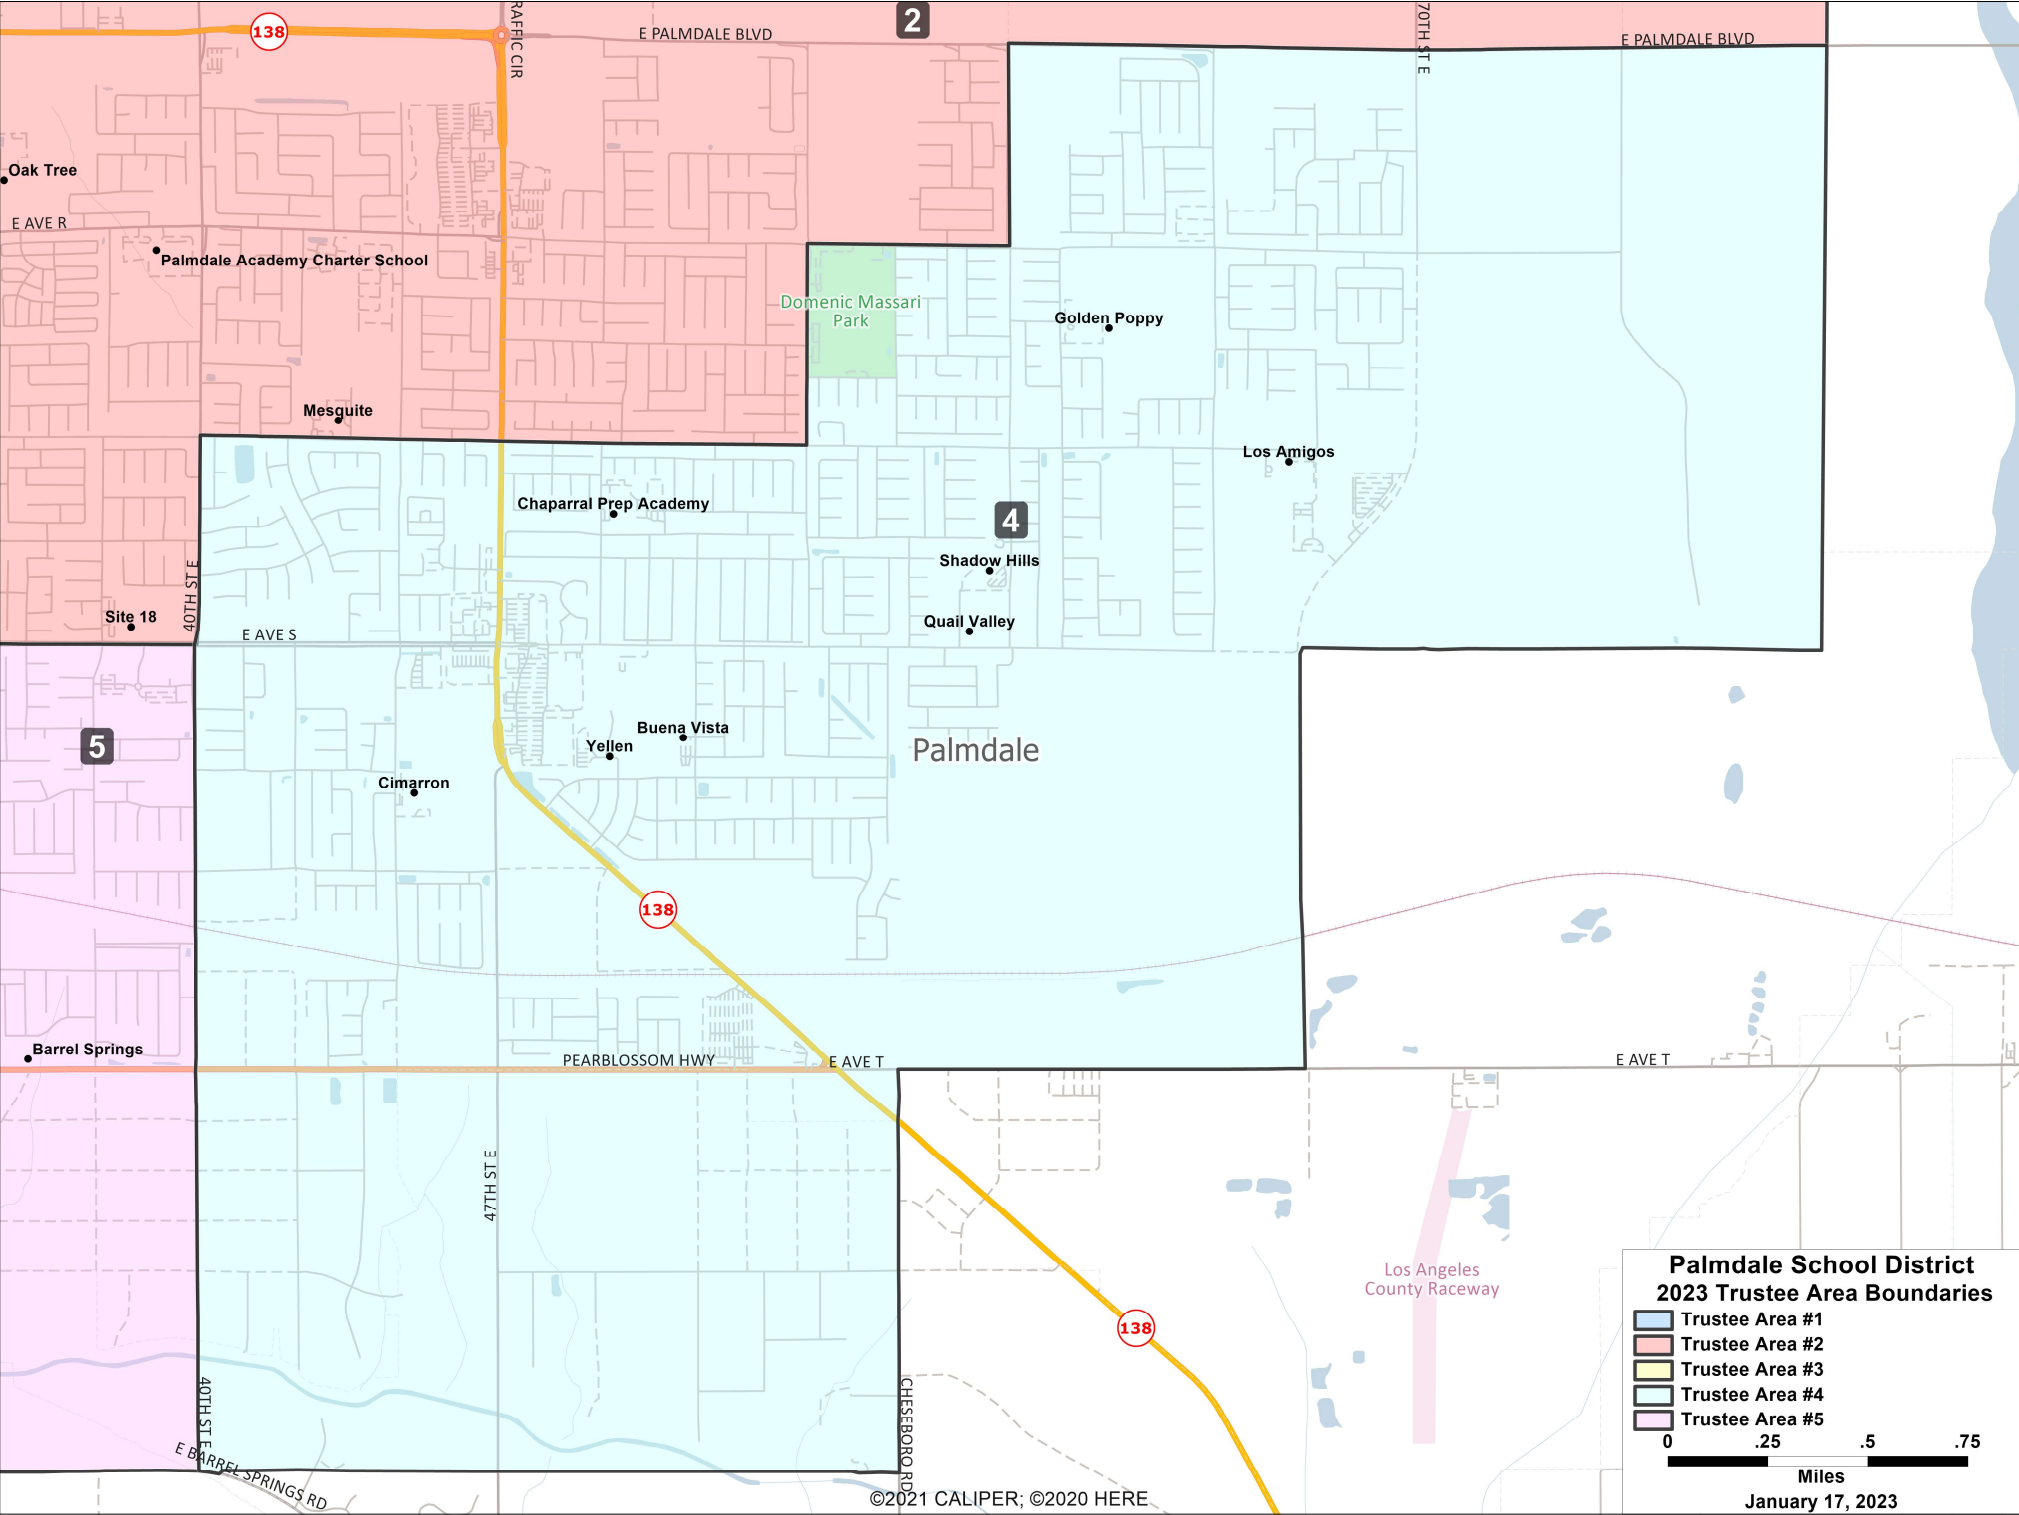 138
RAFFIC CIR
E PALMDALE BLVD
2
70TH ST E
E PALMDALE BLVD
Oak Tree
E AVE R
Palmdale Academy Charter School
Domenic Massari
Park
Golden Poppy
Mesquite
Los Amigos
Chaparral Prep Academy
4
Shadow Hills
40TH ST E
Site 18
Quail Valley
E AVE S
5
Buena Vista
Yellen
Palmdale
Cimarron
138
Barrel Springs
PEARBLOSSOM HWY
E AVE T
E AVE T
47TH ST E
Los Angeles
County Raceway
138
40TH ST E
CHESEBORO RD
E BARREL SPRINGS RD
©2021 CALIPER; ©2020 HERE
Palmdale School District
2023 Trustee Area Boundaries
Trustee Area #1
Trustee Area #2
Trustee Area #3
Trustee Area #4
Trustee Area #5
0 .25 .5 .75
Miles
January 17, 2023